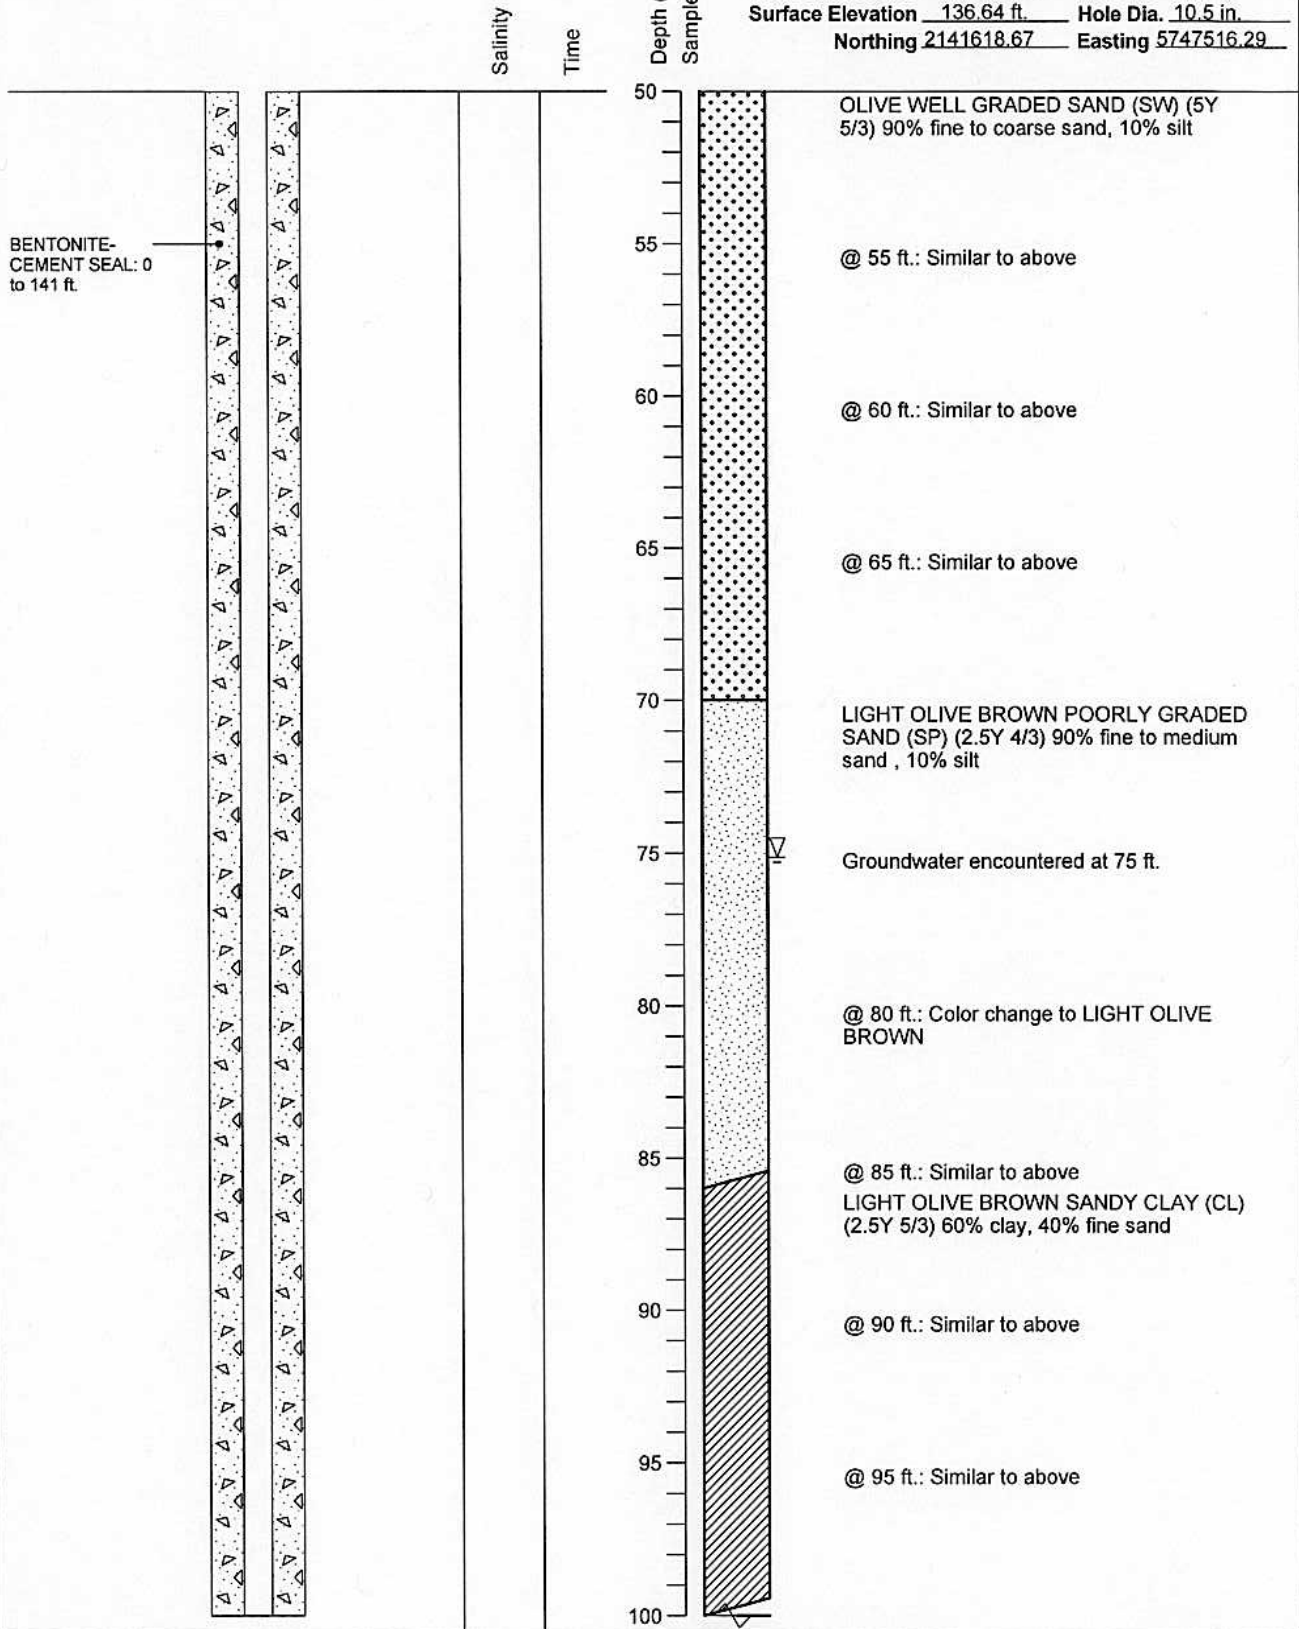 Surface Elevation 136.64 ft. Hole Dia. 10.5 in.
Northing 2141618.67 Easting 5747516.29
Salinity
Time
Depth (
Sample
50
OLIVE WELL GRADED SAND (SW) (5Y
5/3) 90% fine to coarse sand, 10% silt
BENTONITE-
CEMENT SEAL: 0
to 141 ft.
55
@ 55 ft.: Similar to above
60
@ 60 ft.: Similar to above
65
@ 65 ft.: Similar to above
70
LIGHT OLIVE BROWN POORLY GRADED
SAND (SP) (2.5Y 4/3) 90% fine to medium
sand , 10% silt
75
Groundwater encountered at 75 ft.
80
@ 80 ft.: Color change to LIGHT OLIVE
BROWN
85
@ 85 ft.: Similar to above
LIGHT OLIVE BROWN SANDY CLAY (CL)
(2.5Y 5/3) 60% clay, 40% fine sand
90
@ 90 ft.: Similar to above
95
@ 95 ft.: Similar to above
100